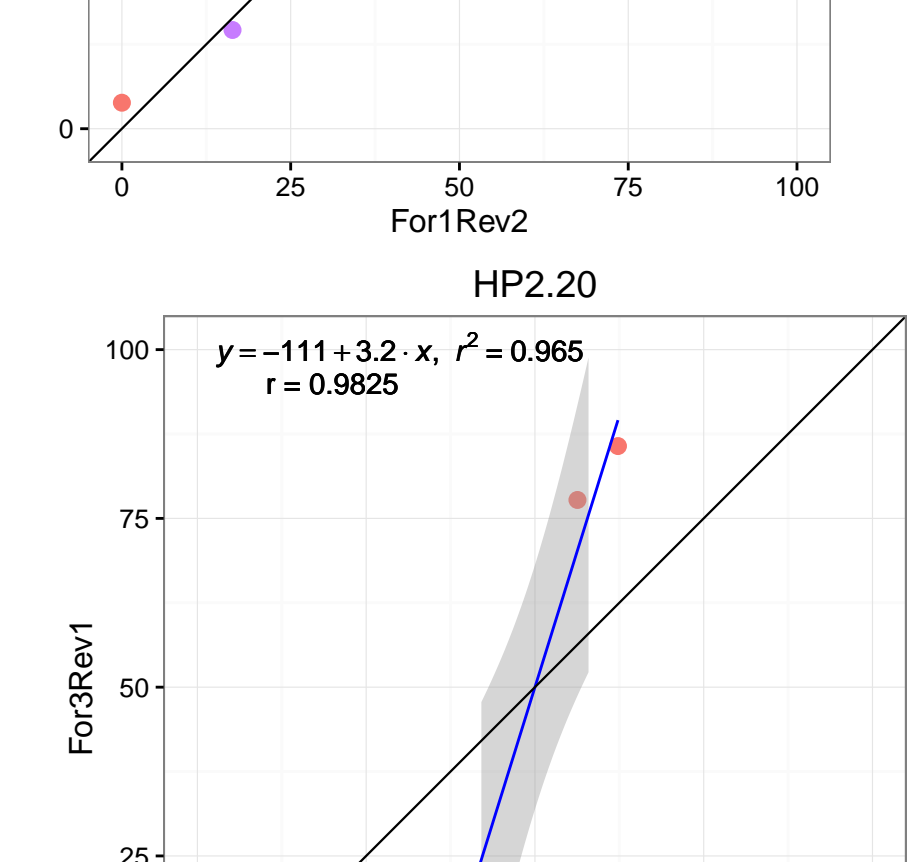 0
0 25 50 75 100
For1Rev2
HP2.20
100
y = −111 + 3.2 · x, r² = 0.965
r = 0.9825
75
For3Rev1
50
25